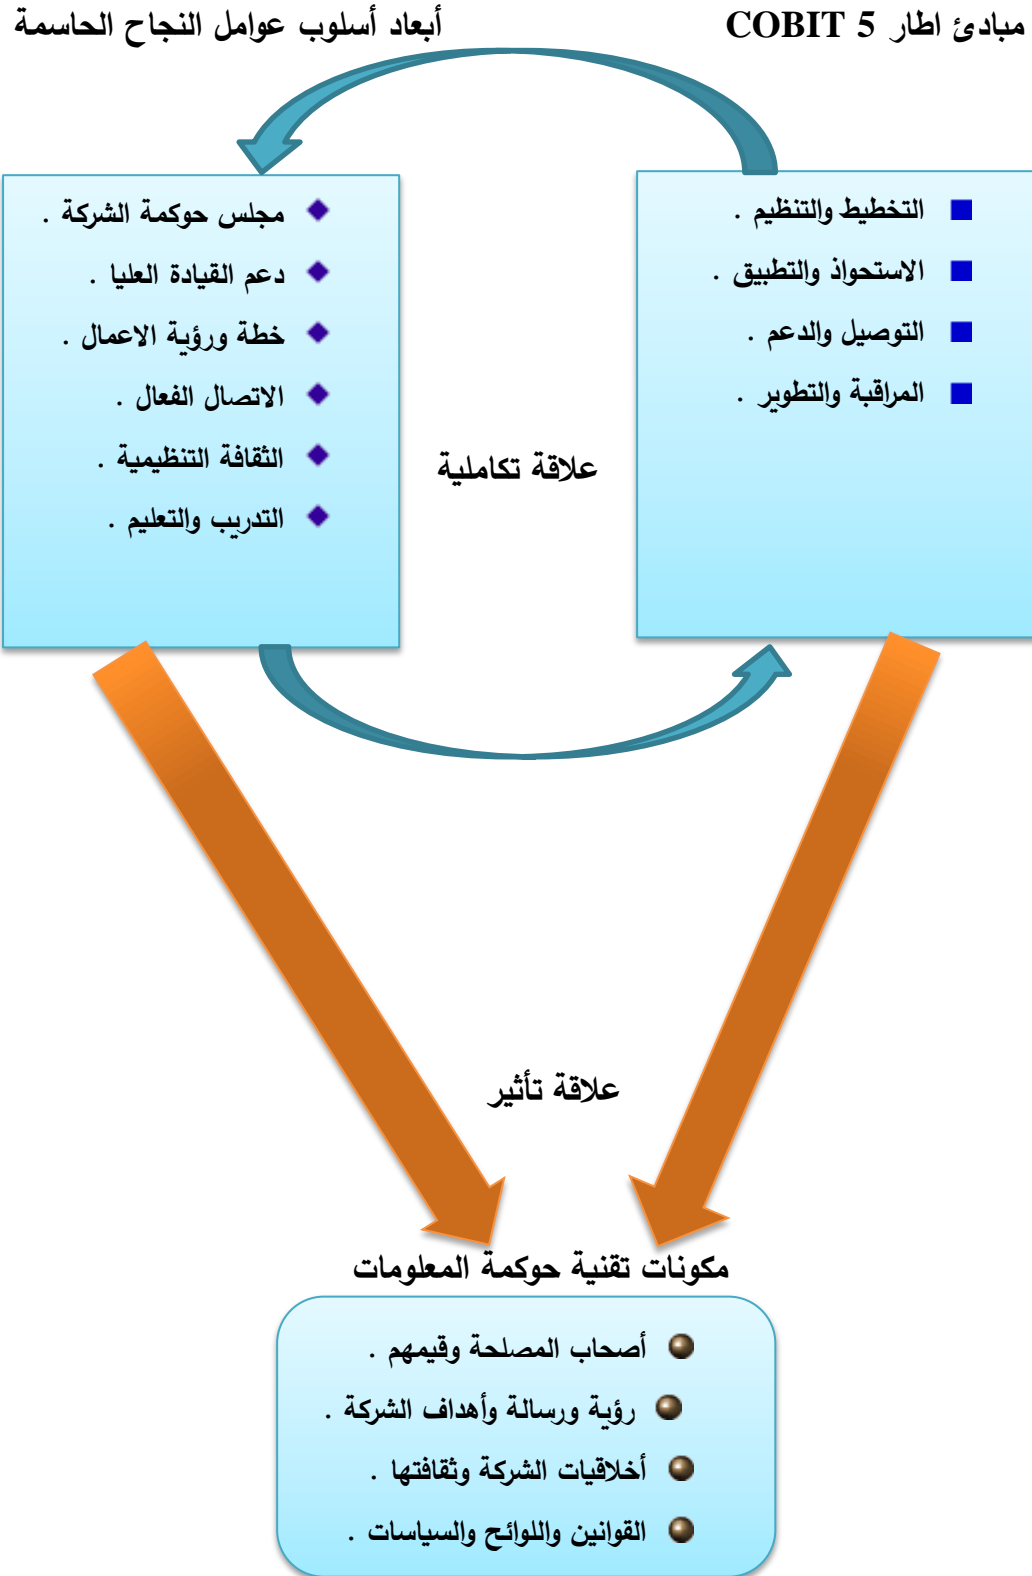 مبادئ اطار COBIT 5
أبعاد أسلوب عوامل النجاح الحاسمة
التخطيط والتنظيم .
الاستحواذ والتطبيق .
التوصيل والدعم .
المراقبة والتطوير .
مجلس حوكمة الشركة .
دعم القيادة العليا .
خطة ورؤية الاعمال .
الاتصال الفعال .
الثقافة التنظيمية .
التدريب والتعليم .
علاقة تكاملية
علاقة تأثير
مكونات تقنية حوكمة المعلومات
أصحاب المصلحة وقيمهم .
رؤية ورسالة وأهداف الشركة .
أخلاقيات الشركة وثقافتها .
القوانين واللوائح والسياسات .